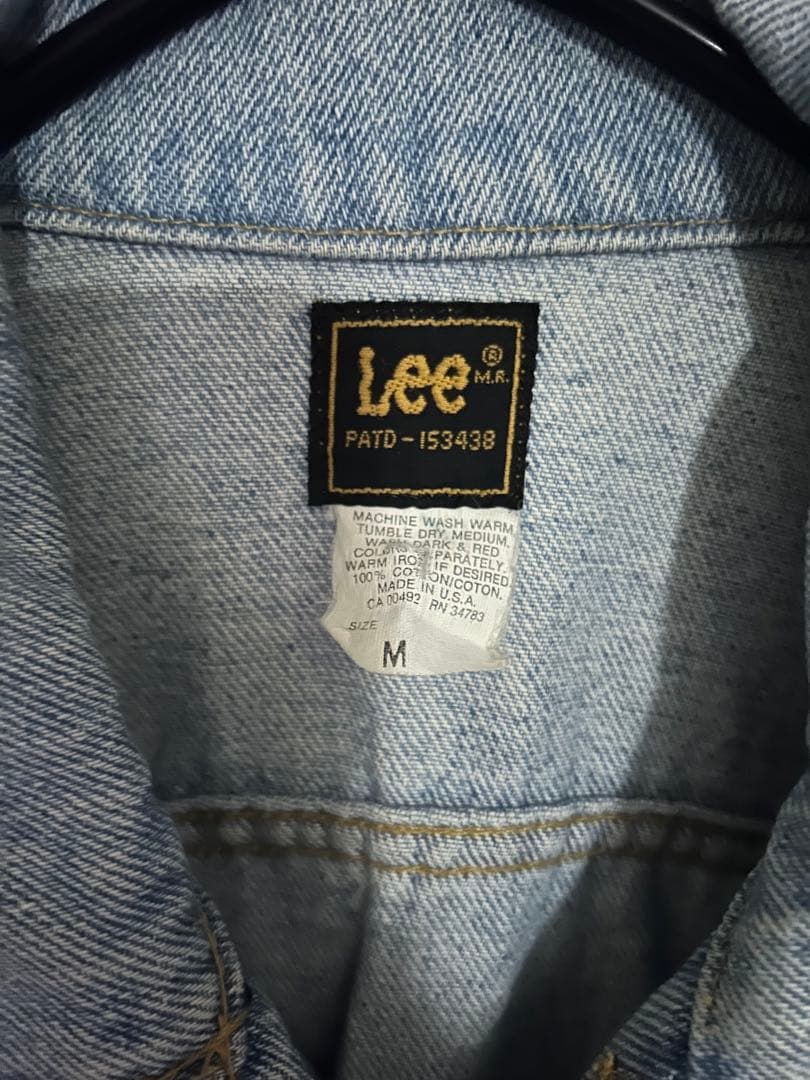 Lee ® M.R.
PATD-153438
MACHINE WASH WARM
TUMBLE DRY MEDIUM.
WASH DARK & RED
COLORS SEPARATELY.
WARM IRON IF DESIRED
100% COTTON/COTON.
MADE IN U.S.A.
CA 00492 RN 34783
SIZE
M